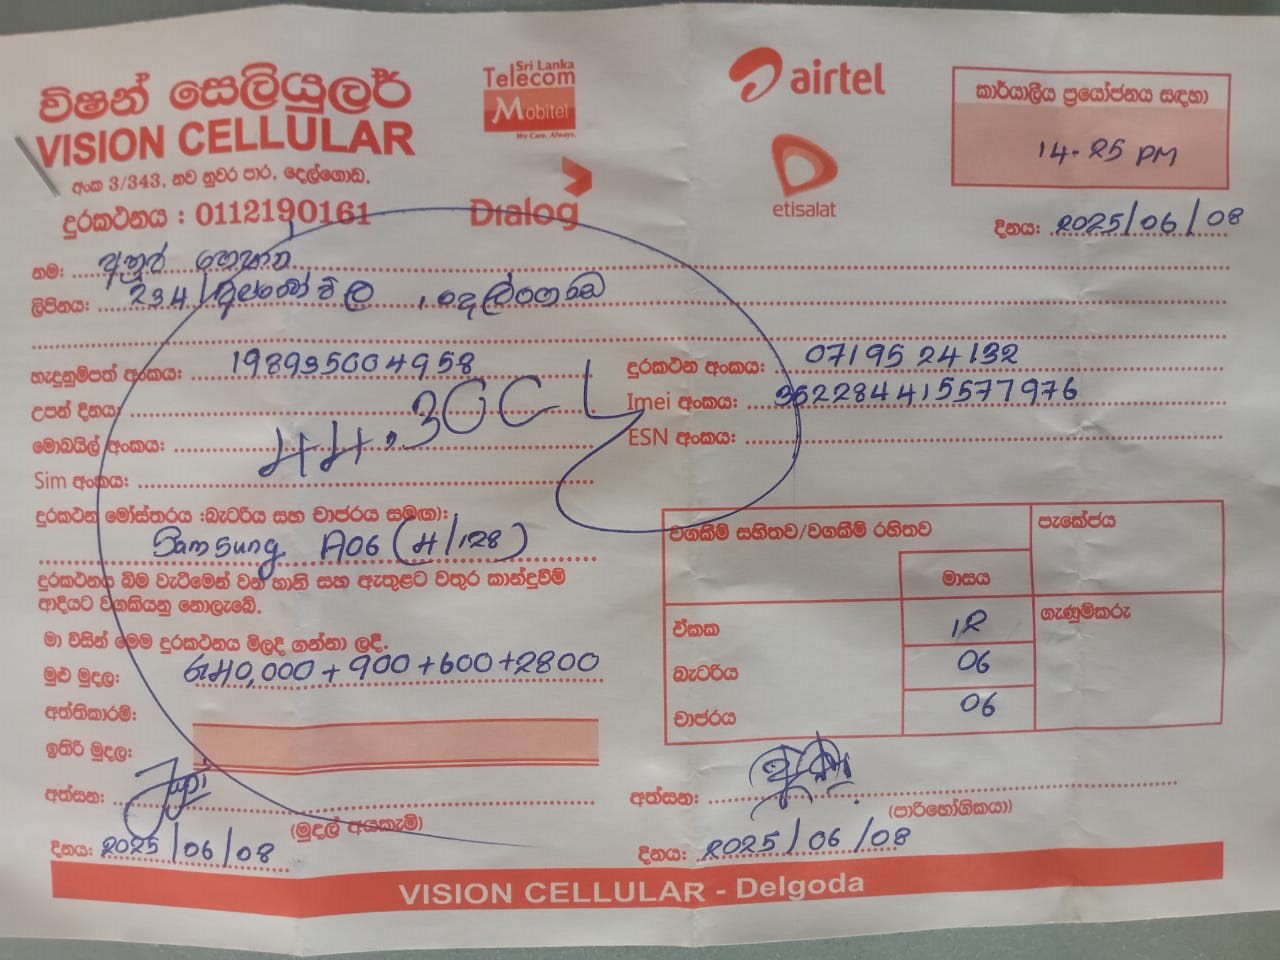 විෂන් සෙලියුලර්
VISION CELLULAR
අංක 3/343, නව නුවර පාර, දෙල්ගොඩ.
දුරකථනය : 0112190161
Sri Lanka
Telecom
Mobitel
We Care. Always.
Dialog
airtel
etisalat
කාර්යාලීය ප්‍රයෝජනය සඳහා
14-25 PM
දිනය: 2025/06/08
නම:
ලිපිනය: 234/ , දෙල්ගොඩ
හැඳුනුම්පත් අංකය: 198935004958
දුරකථන අංකය: 0719524132
උපන් දිනය:
Imei අංකය: 352284415577976
මොබයිල් අංකය:
ESN අංකය:
Sim අංකය:
දුරකථන මෝස්තරය :බැටරිය සහ චාජරය සමඟ):
Samsung A06 (4/128)
දුරකථනය බිම වැටීමෙන් වන හානි සහ ඇතුළට වතුර කාන්දුවීම්
ආදියට වගකියනු නොලැබේ.
මා විසින් මෙම දුරකථනය මිලදී ගන්නා ලදී.
මුළු මුදල: රු40,000 + 900 + 600 + 2800
අත්තිකාරම්:
ඉතිරි මුදල:
වගකීම් සහිතව/වගකීම් රහිතව
පැකේජය
මාසය
ගැණුම්කරු
ඒකක 12
බැටරිය 06
චාජරය 06
අත්සන:
(මුදල් අයකැමි)
දිනය: 2025/06/08
අත්සන:
(පාරිභෝගිකයා)
දිනය: 2025/06/08
VISION CELLULAR - Delgoda